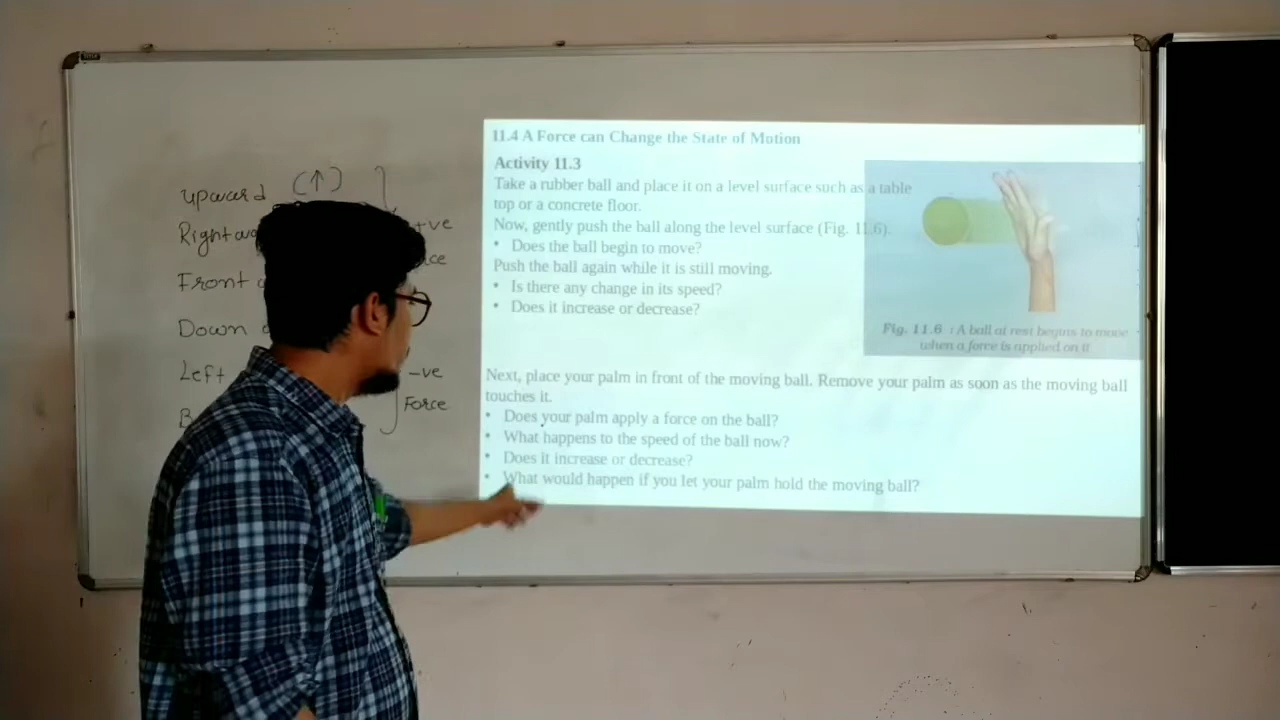 upward (↑)
Right
Front
Down
Left
B
+ve
-ve
Force
11.4 A Force can Change the State of Motion
Activity 11.3
Take a rubber ball and place it on a level surface such as a table
top or a concrete floor.
Now, gently push the ball along the level surface (Fig. 11.6).
• Does the ball begin to move?
Push the ball again while it is still moving.
• Is there any change in its speed?
• Does it increase or decrease?
Fig. 11.6 : A ball at rest begins to move
when a force is applied on it
Next, place your palm in front of the moving ball. Remove your palm as soon as the moving ball
touches it.
• Does your palm apply a force on the ball?
• What happens to the speed of the ball now?
• Does it increase or decrease?
• What would happen if you let your palm hold the moving ball?